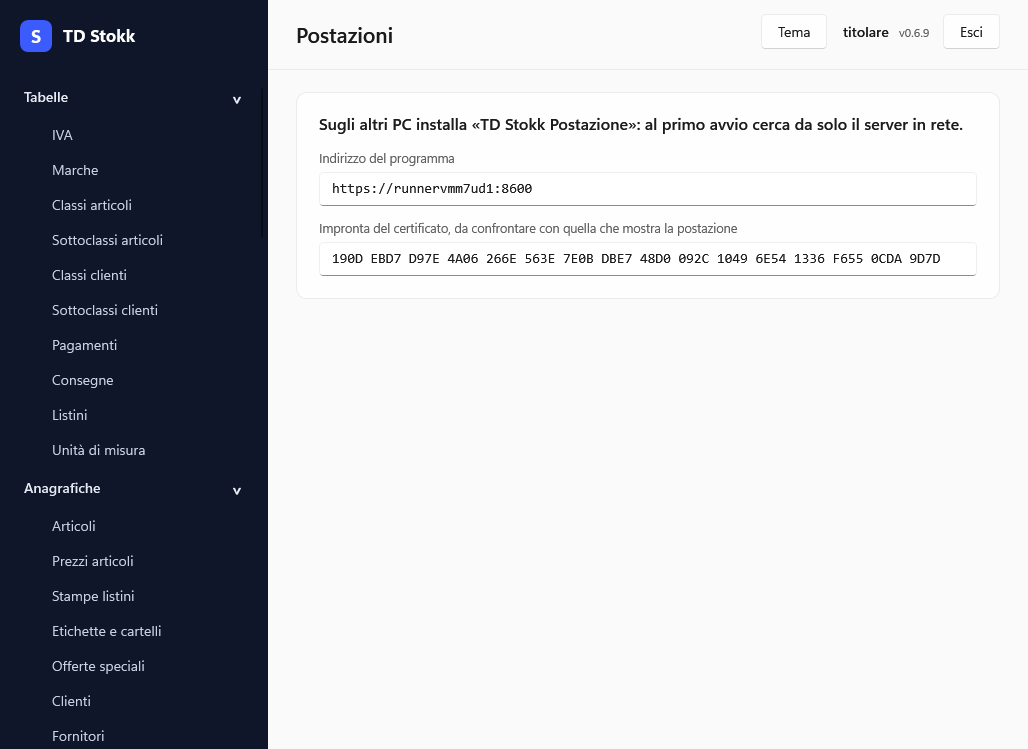 S TD Stokk
Postazioni
Tema
titolare v0.6.9
Esci
Tabelle
IVA
Marche
Classi articoli
Sottoclassi articoli
Classi clienti
Sottoclassi clienti
Pagamenti
Consegne
Listini
Unità di misura
Anagrafiche
Articoli
Prezzi articoli
Stampe listini
Etichette e cartelli
Offerte speciali
Clienti
Fornitori
Sugli altri PC installa «TD Stokk Postazione»: al primo avvio cerca da solo il server in rete.
Indirizzo del programma
https://runnervmm7ud1:8600
Impronta del certificato, da confrontare con quella che mostra la postazione
190D EBD7 D97E 4A06 266E 563E 7E0B DBE7 48D0 092C 1049 6E54 1336 F655 0CDA 9D7D